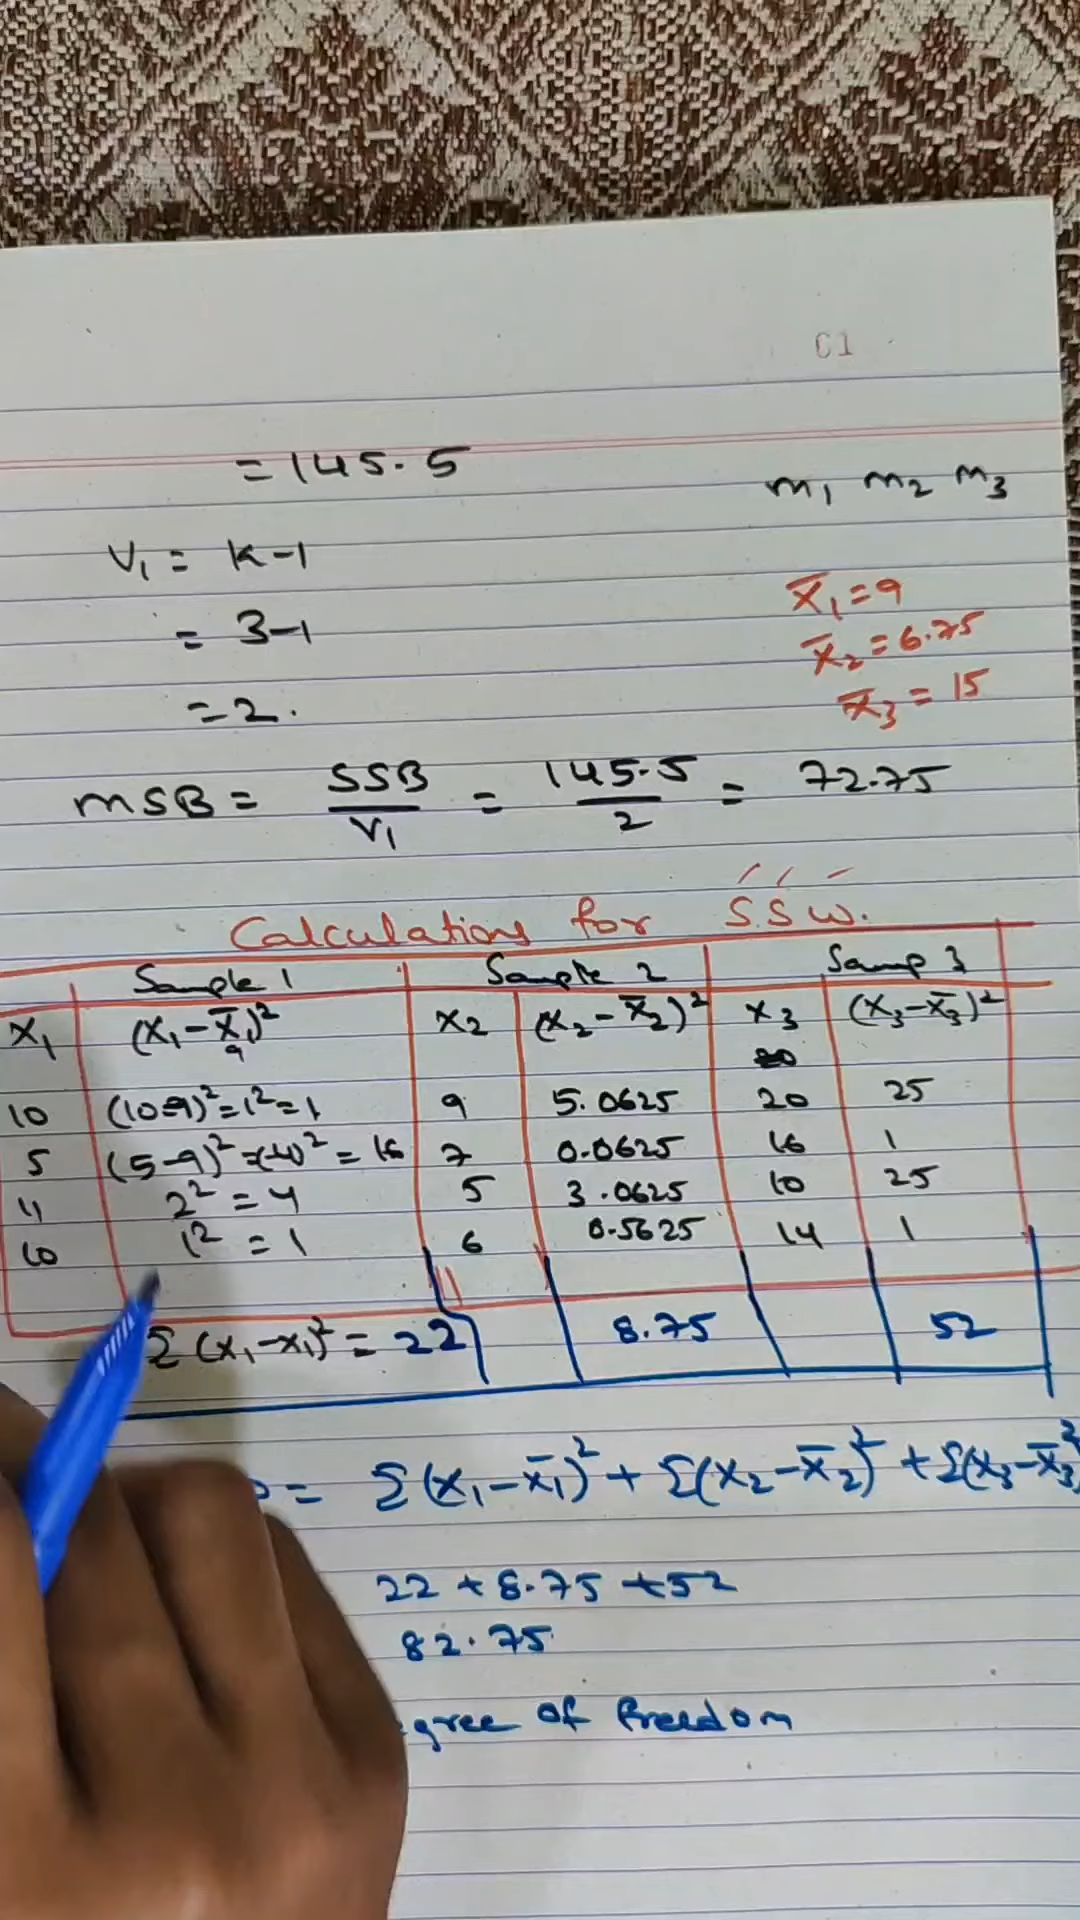 C1
= 145.5
m1 m2 m3
V1 = K-1
x̄1 = 9
= 3-1
x̄2 = 6.75
x̄3 = 15
= 2.
MSB = SSB/V1 = 145.5/2 = 72.75
Calculations for S.S.W.
Sample 1 Sample 2 Samp 3
x1 (x1-x̄1)² x2 (x2-x̄2)² x3 (x3-x̄3)²
9
10 (10-9)²=1²=1 9 5.0625 20 25
5 (5-9)²=(-4)²=16 7 0.0625 16 1
11 2²=4 5 3.0625 10 25
10 1²=1 6 0.5625 14 1
Σ(x1-x1)²=22 8.75 52
= Σ(x1-x̄1)²+Σ(x2-x̄2)²+Σ(x3-x̄3)²
22+8.75+52
82.75
egree of freedom